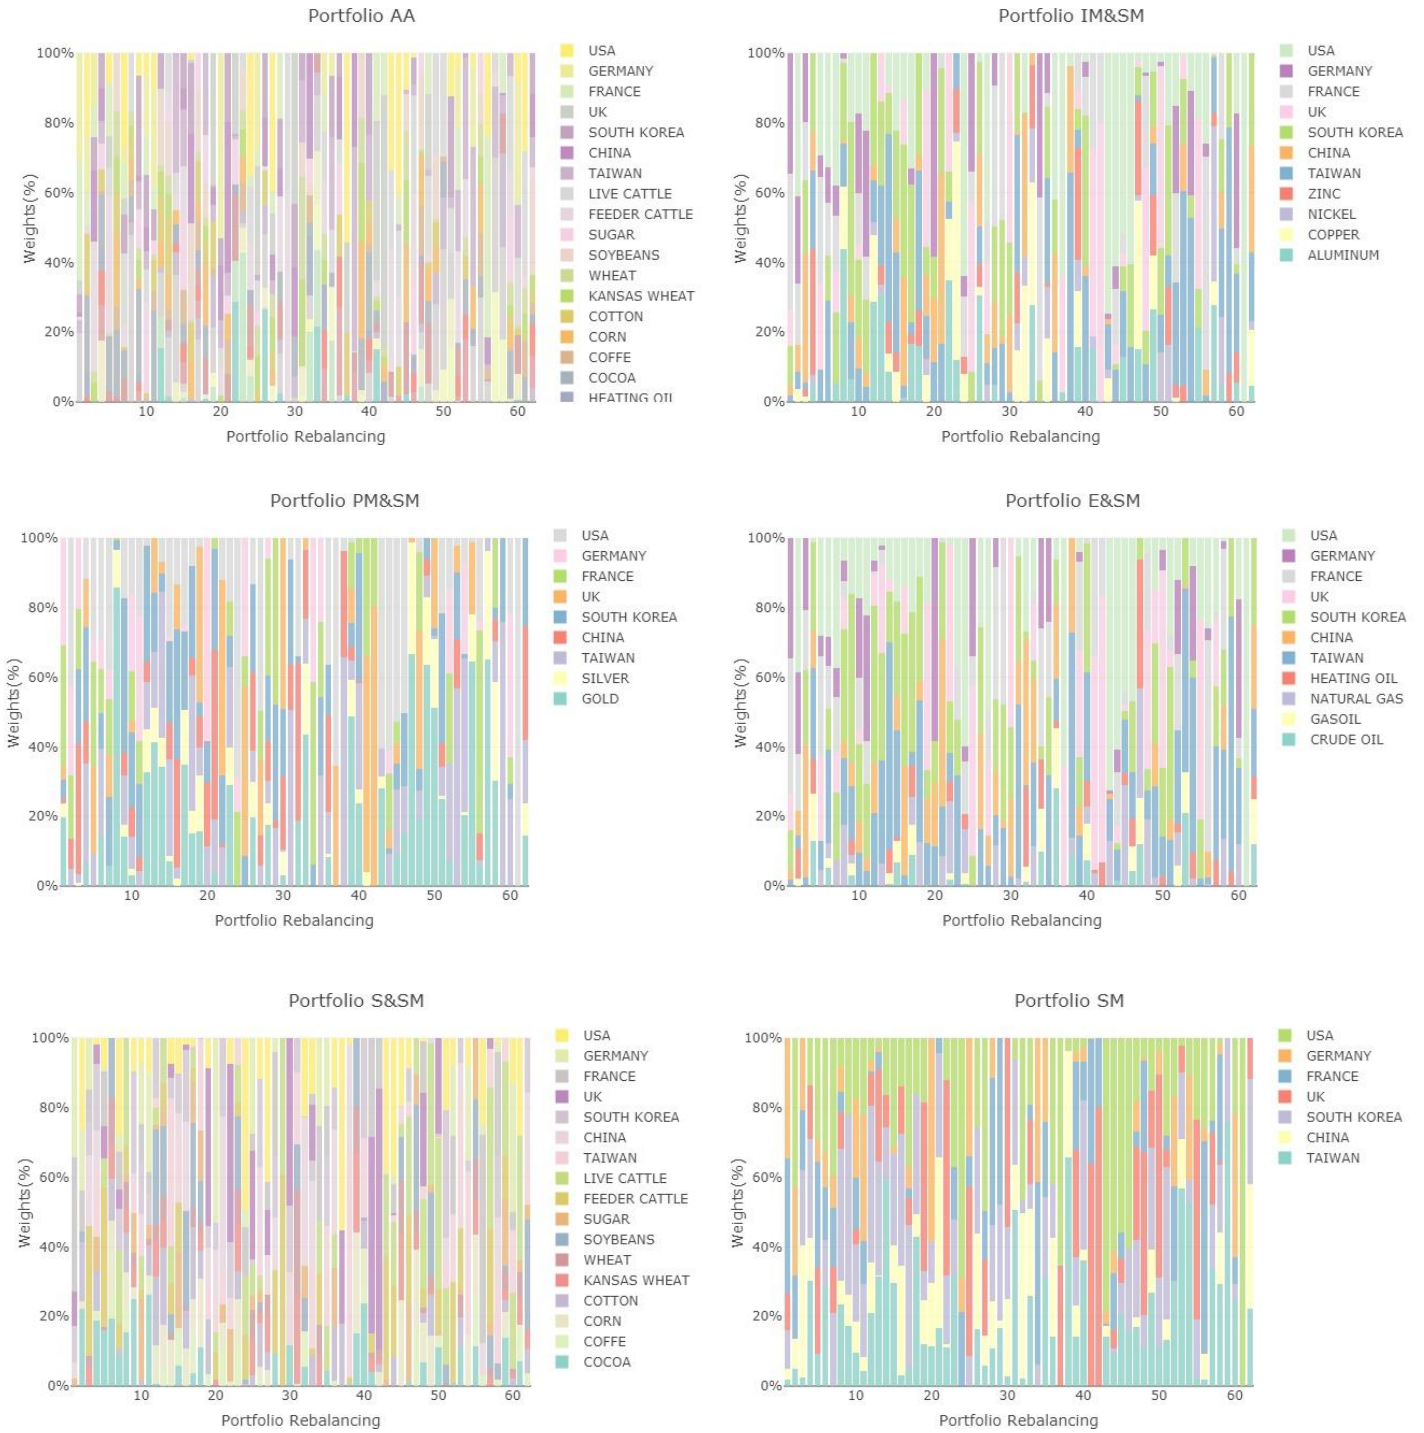 Portfolio AA
100%
80%
60%
40%
20%
0%
Weights(%)
10
20
30
40
50
60
Portfolio Rebalancing
USA
GERMANY
FRANCE
UK
SOUTH KOREA
CHINA
TAIWAN
LIVE CATTLE
FEEDER CATTLE
SUGAR
SOYBEANS
WHEAT
KANSAS WHEAT
COTTON
CORN
COFFE
COCOA
HEATING OIL
Portfolio IM&SM
100%
80%
60%
40%
20%
0%
Weights(%)
10
20
30
40
50
60
Portfolio Rebalancing
USA
GERMANY
FRANCE
UK
SOUTH KOREA
CHINA
TAIWAN
ZINC
NICKEL
COPPER
ALUMINUM
Portfolio PM&SM
100%
80%
60%
40%
20%
0%
Weights(%)
10
20
30
40
50
60
Portfolio Rebalancing
USA
GERMANY
FRANCE
UK
SOUTH KOREA
CHINA
TAIWAN
SILVER
GOLD
Portfolio E&SM
100%
80%
60%
40%
20%
0%
Weights(%)
10
20
30
40
50
60
Portfolio Rebalancing
USA
GERMANY
FRANCE
UK
SOUTH KOREA
CHINA
TAIWAN
HEATING OIL
NATURAL GAS
GASOIL
CRUDE OIL
Portfolio S&SM
100%
80%
60%
40%
20%
0%
Weights(%)
10
20
30
40
50
60
Portfolio Rebalancing
USA
GERMANY
FRANCE
UK
SOUTH KOREA
CHINA
TAIWAN
LIVE CATTLE
FEEDER CATTLE
SUGAR
SOYBEANS
WHEAT
KANSAS WHEAT
COTTON
CORN
COFFE
COCOA
Portfolio SM
100%
80%
60%
40%
20%
0%
Weights(%)
10
20
30
40
50
60
Portfolio Rebalancing
USA
GERMANY
FRANCE
UK
SOUTH KOREA
CHINA
TAIWAN